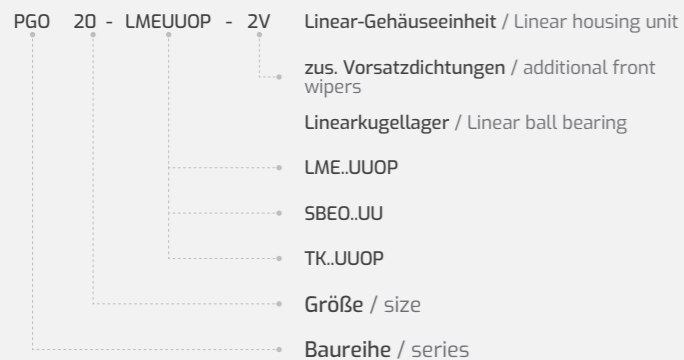 PGO 20 - LMEUUOP - 2V Linear-Gehäuseeinheit / Linear housing unit
zus. Vorsatzdichtungen / additional front
wipers
Linearkugellager / Linear ball bearing
LME..UUOP
SBEO..UU
TK..UUOP
Größe / size
Baureihe / series